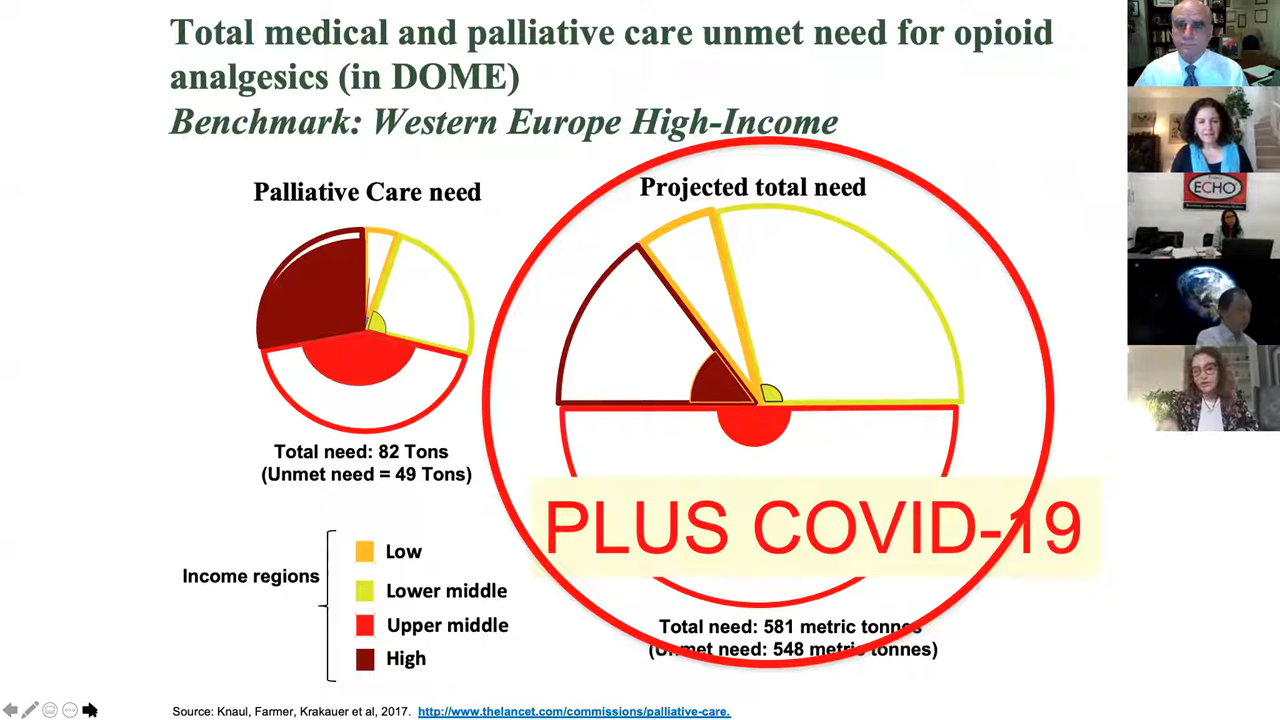 Total medical and palliative care unmet need for opioid
analgesics (in DOME)
Benchmark: Western Europe High-Income
Palliative Care need
Projected total need
Total need: 82 Tons
(Unmet need = 49 Tons)
PLUS COVID-19
Income regions
Low
Lower middle
Upper middle
High
Total need: 581 metric tonnes
(Unmet need: 548 metric tonnes)
Source: Knaul, Farmer, Krakauer et al, 2017. http://www.thelancet.com/commissions/palliative-care.
ECHO